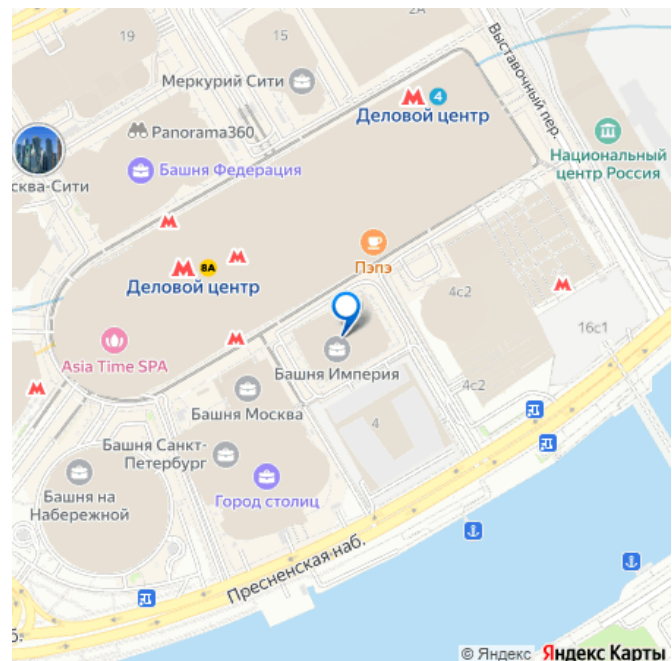 2А
19
15
Меркурий Сити
4
Деловой центр
Выставочный пер.
Panorama360
Национальный
центр Россия
сква-Сити
Башня Федерация
Пэпэ
8А
Деловой центр
4с2
16с1
Asia Time SPA
Башня Империя
4с2
Башня Москва
4
Башня Санкт-
Петербург
Башня на
Набережной
Город столиц
Пресненская наб.
б.
© Яндекс Яндекс Карты